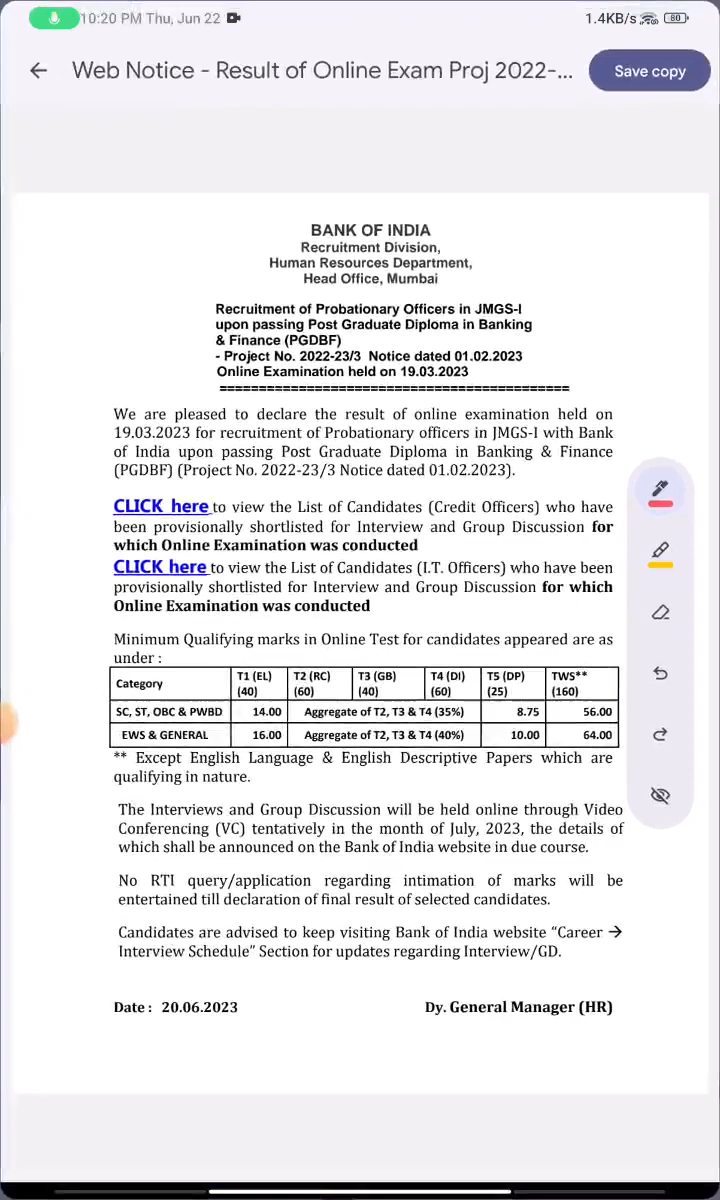 10:20 PM Thu, Jun 22
1.4KB/s
80
Web Notice - Result of Online Exam Proj 2022-...
Save copy
BANK OF INDIA
Recruitment Division,
Human Resources Department,
Head Office, Mumbai
Recruitment of Probationary Officers in JMGS-I
upon passing Post Graduate Diploma in Banking
& Finance (PGDBF)
- Project No. 2022-23/3 Notice dated 01.02.2023
Online Examination held on 19.03.2023
=============================================
We are pleased to declare the result of online examination held on
19.03.2023 for recruitment of Probationary officers in JMGS-I with Bank
of India upon passing Post Graduate Diploma in Banking & Finance
(PGDBF) (Project No. 2022-23/3 Notice dated 01.02.2023).
CLICK here to view the List of Candidates (Credit Officers) who have
been provisionally shortlisted for Interview and Group Discussion for
which Online Examination was conducted
CLICK here to view the List of Candidates (I.T. Officers) who have been
provisionally shortlisted for Interview and Group Discussion for which
Online Examination was conducted
Minimum Qualifying marks in Online Test for candidates appeared are as
under :
Category T1 (EL) (40) T2 (RC) (60) T3 (GB) (40) T4 (DI) (60) T5 (DP) (25) TWS** (160)
SC, ST, OBC & PWBD 14.00 Aggregate of T2, T3 & T4 (35%) 8.75 56.00
EWS & GENERAL 16.00 Aggregate of T2, T3 & T4 (40%) 10.00 64.00
** Except English Language & English Descriptive Papers which are
qualifying in nature.
The Interviews and Group Discussion will be held online through Video
Conferencing (VC) tentatively in the month of July, 2023, the details of
which shall be announced on the Bank of India website in due course.
No RTI query/application regarding intimation of marks will be
entertained till declaration of final result of selected candidates.
Candidates are advised to keep visiting Bank of India website “Career →
Interview Schedule” Section for updates regarding Interview/GD.
Date : 20.06.2023 Dy. General Manager (HR)